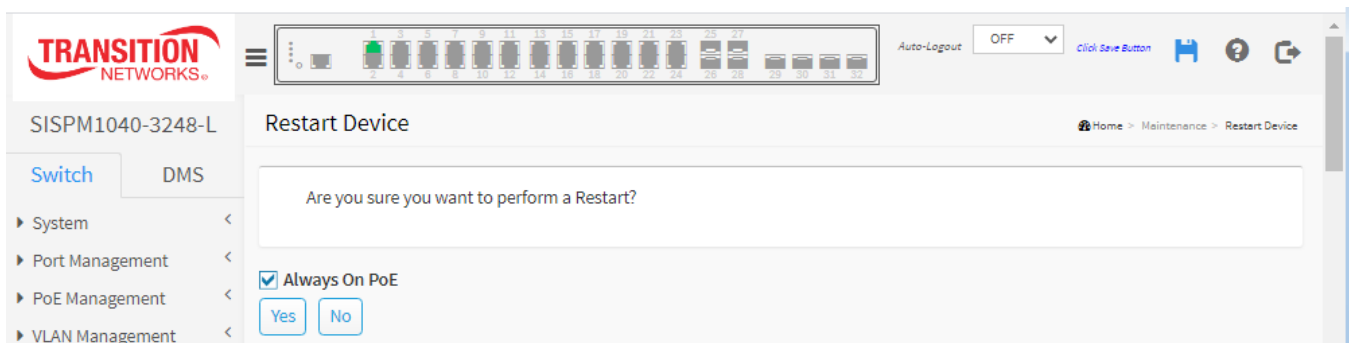 TRANSITION
NETWORKS®
1 3 5 7 9 11 13 15 17 19 21 23 25 27
2 4 6 8 10 12 14 16 18 20 22 24 26 28 29 30 31 32
Auto-Logout OFF Click Save Button
SISPM1040-3248-L
Restart Device
Home > Maintenance > Restart Device
Switch DMS
Are you sure you want to perform a Restart?
System
Port Management
PoE Management
VLAN Management
Always On PoE
Yes No